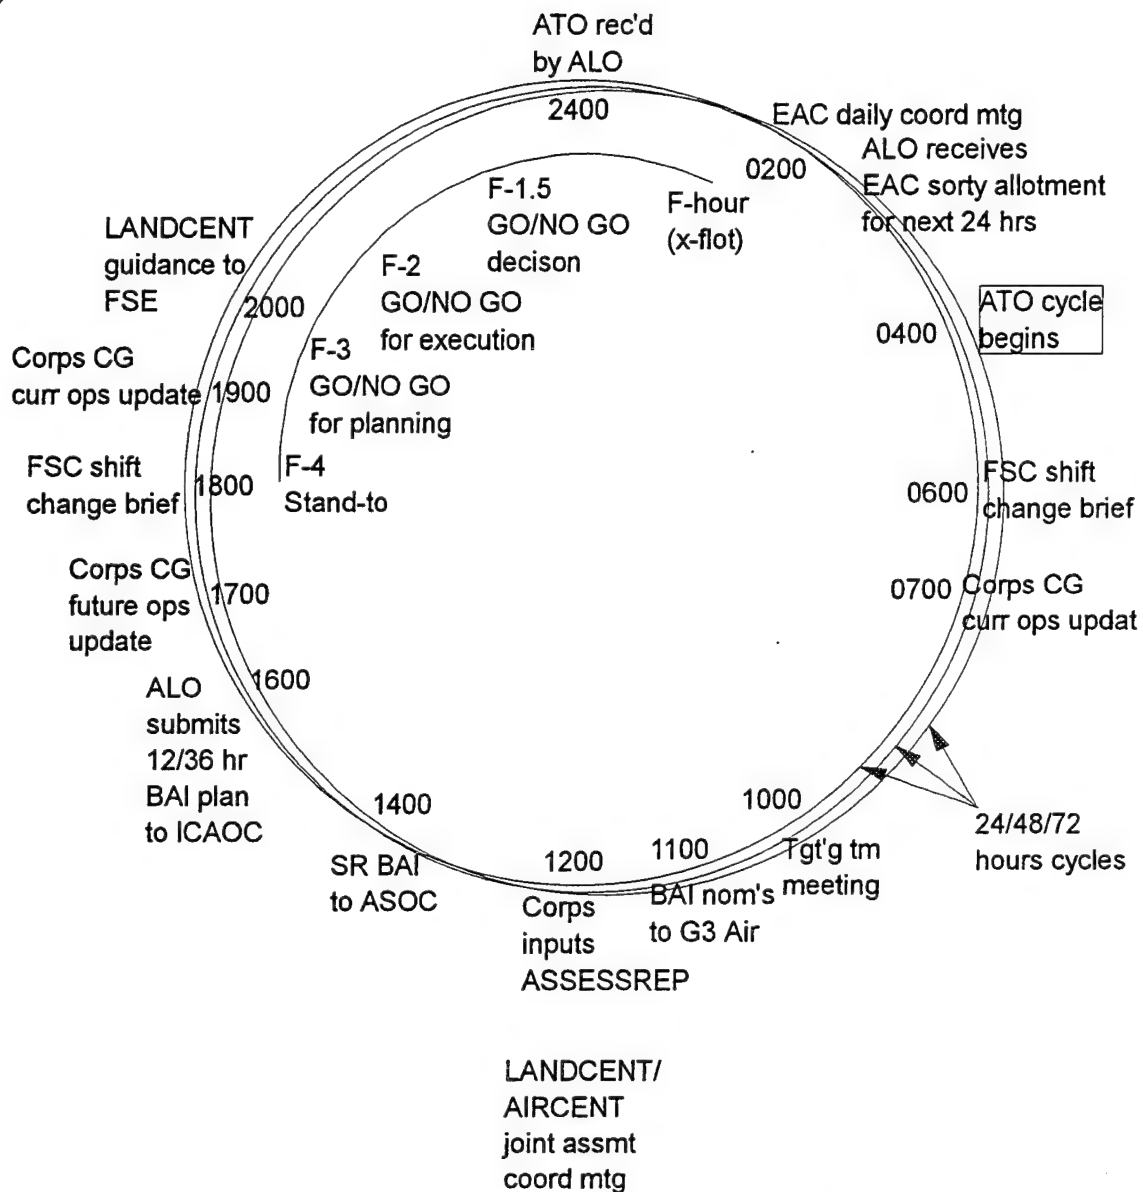 ATO rec'd
by ALO
2400
EAC daily coord mtg
0200
ALO receives
EAC sorty allotment
for next 24 hrs
F-1.5
GO/NO GO
decison
F-hour
(x-flot)
LANDCENT
guidance to
FSE
2000
F-2
GO/NO GO
for execution
ATO cycle
begins
0400
Corps CG
curr ops update
1900
F-3
GO/NO GO
for planning
FSC shift
change brief
1800
F-4
Stand-to
0600
FSC shift
change brief
Corps CG
future ops
update
1700
0700
Corps CG
curr ops updat
ALO
submits
12/36 hr
BAI plan
to ICAOC
1600
1400
SR BAI
to ASOC
1200
Corps
inputs
ASSESSREP
1100
BAI nom's
to G3 Air
1000
Tgt'g tm
meeting
24/48/72
hours cycles
LANDCENT/
AIRCENT
joint assmt
coord mtg